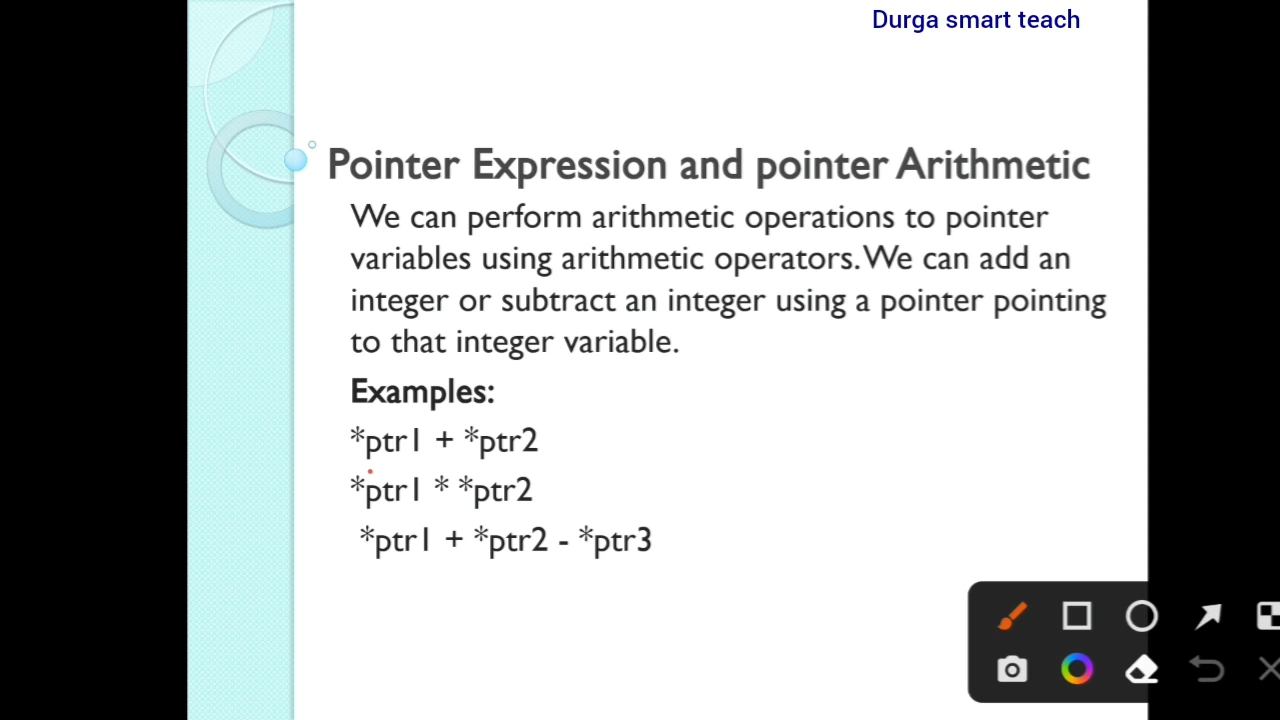 Durga smart teach
Pointer Expression and pointer Arithmetic
We can perform arithmetic operations to pointer
variables using arithmetic operators. We can add an
integer or subtract an integer using a pointer pointing
to that integer variable.
Examples:
*ptr1 + *ptr2
*ptr1 * *ptr2
*ptr1 + *ptr2 - *ptr3